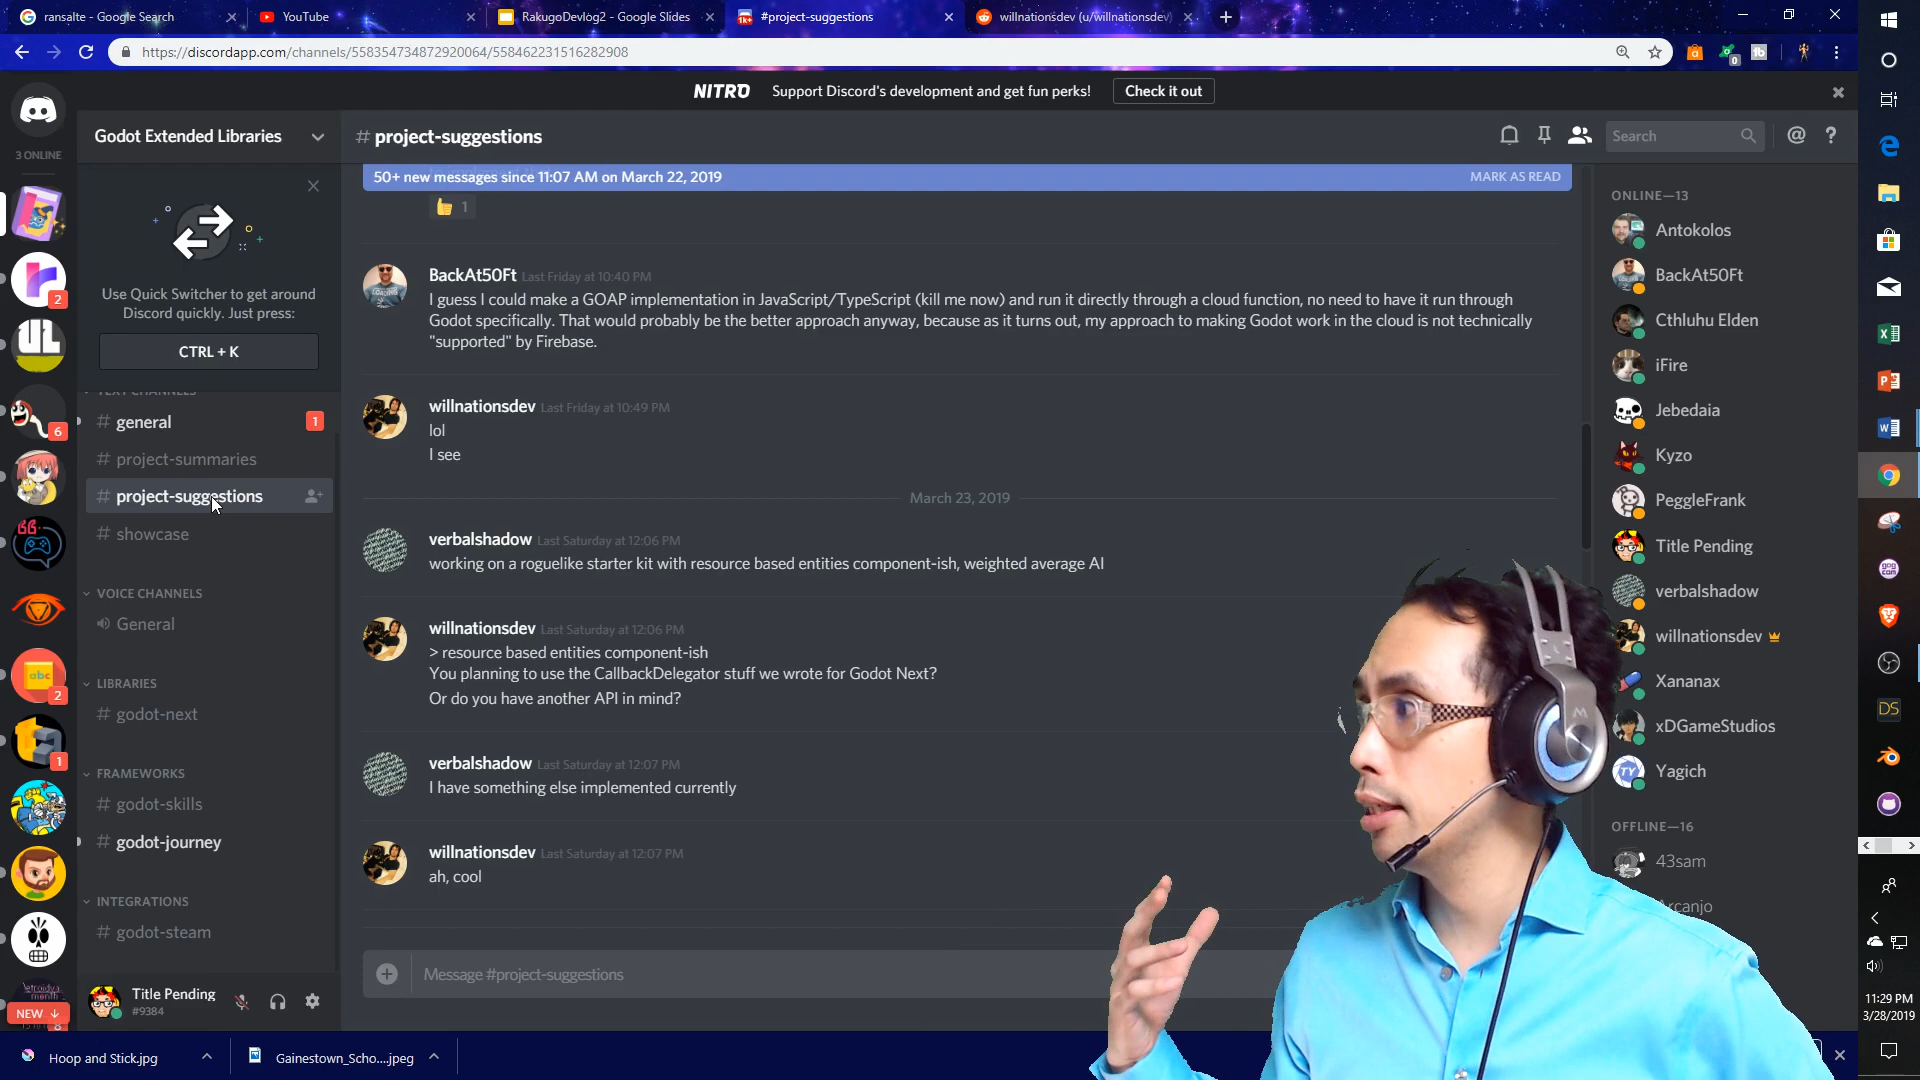 ransalte - Google Search
YouTube
RakugoDevlog2 - Google Slides
#project-suggestions
willnationsdev (u/willnationsdev)
https://discordapp.com/channels/558354734872920064/558462231516282908
NITRO Support Discord's development and get fun perks! Check it out
3 ONLINE
Godot Extended Libraries
Use Quick Switcher to get around
Discord quickly. Just press:
CTRL + K
TEXT CHANNELS
# general 1
# project-summaries
# project-suggestions
# showcase
VOICE CHANNELS
General
LIBRARIES
# godot-next
FRAMEWORKS
# godot-skills
# godot-journey
INTEGRATIONS
# godot-steam
Title Pending
#9384
2
UL
6
abc
2
1
NEW
# project-suggestions
Search
50+ new messages since 11:07 AM on March 22, 2019 MARK AS READ
1
BackAt50Ft Last Friday at 10:40 PM
I guess I could make a GOAP implementation in JavaScript/TypeScript (kill me now) and run it directly through a cloud function, no need to have it run through
Godot specifically. That would probably be the better approach anyway, because as it turns out, my approach to making Godot work in the cloud is not technically
"supported" by Firebase.
willnationsdev Last Friday at 10:49 PM
lol
I see
March 23, 2019
verbalshadow Last Saturday at 12:06 PM
working on a roguelike starter kit with resource based entities component-ish, weighted average AI
willnationsdev Last Saturday at 12:06 PM
> resource based entities component-ish
You planning to use the CallbackDelegator stuff we wrote for Godot Next?
Or do you have another API in mind?
verbalshadow Last Saturday at 12:07 PM
I have something else implemented currently
willnationsdev Last Saturday at 12:07 PM
ah, cool
Message #project-suggestions
ONLINE—13
Antokolos
BackAt50Ft
Cthluhu Elden
iFire
Jebedaia
Kyzo
PeggleFrank
Title Pending
verbalshadow
willnationsdev
Xananax
xDGameStudios
TY
Yagich
OFFLINE—16
43sam
Hoop and Stick.jpg
Gainestown_Scho....jpeg
DS
11:29 PM
3/28/2019